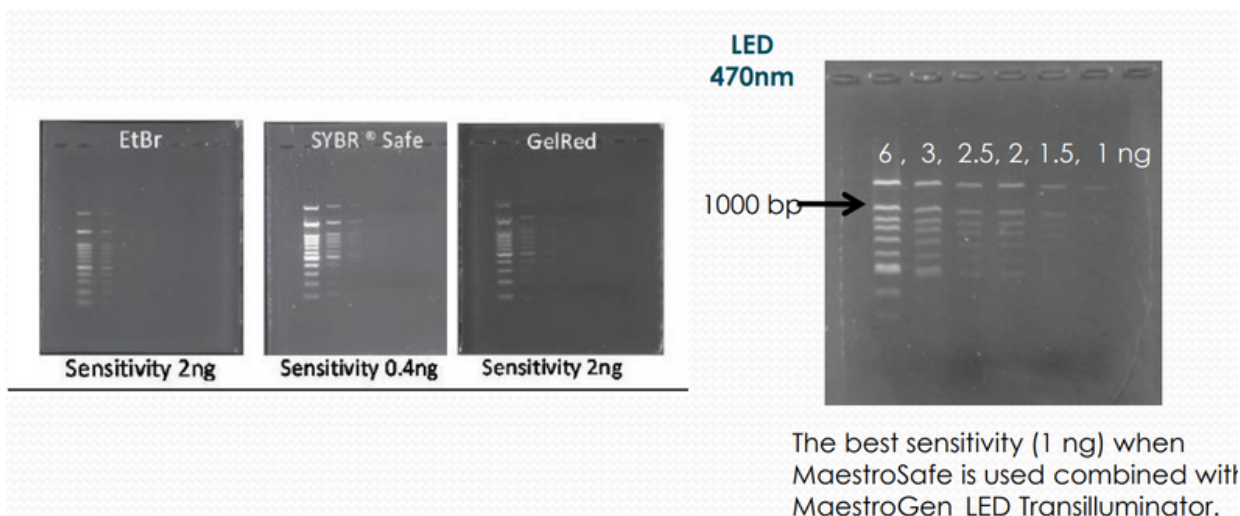 EtBr
SYBR ® Safe
GelRed
Sensitivity 2ng
Sensitivity 0.4ng
Sensitivity 2ng
LED
470nm
6 , 3, 2.5, 2, 1.5, 1 ng
1000 bp
The best sensitivity (1 ng) when
MaestroSafe is used combined with
MaestroGen LED Transilluminator.